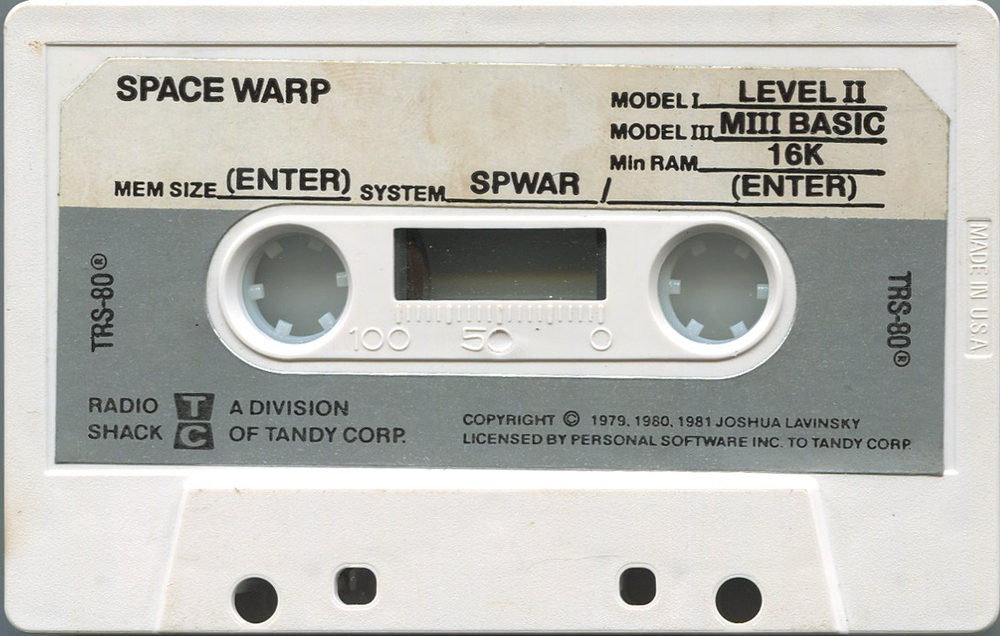 SPACE WARP
MODEL I LEVEL II
MODEL III MIII BASIC
Min RAM 16K
MEM SIZE (ENTER) SYSTEM SPWAR / (ENTER)
TRS-80®
TRS-80®
[MADE IN USA]
100 50 0
RADIO SHACK
TC
A DIVISION OF TANDY CORP.
COPYRIGHT © 1979, 1980, 1981 JOSHUA LAVINSKY
LICENSED BY PERSONAL SOFTWARE INC. TO TANDY CORP.